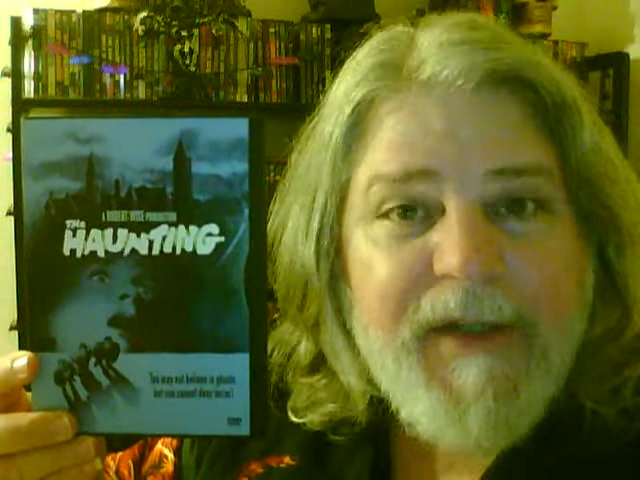 A ROBERT WISE PRODUCTION
THE
HAUNTING
You may not believe in ghosts
but you cannot deny terror!
DVD